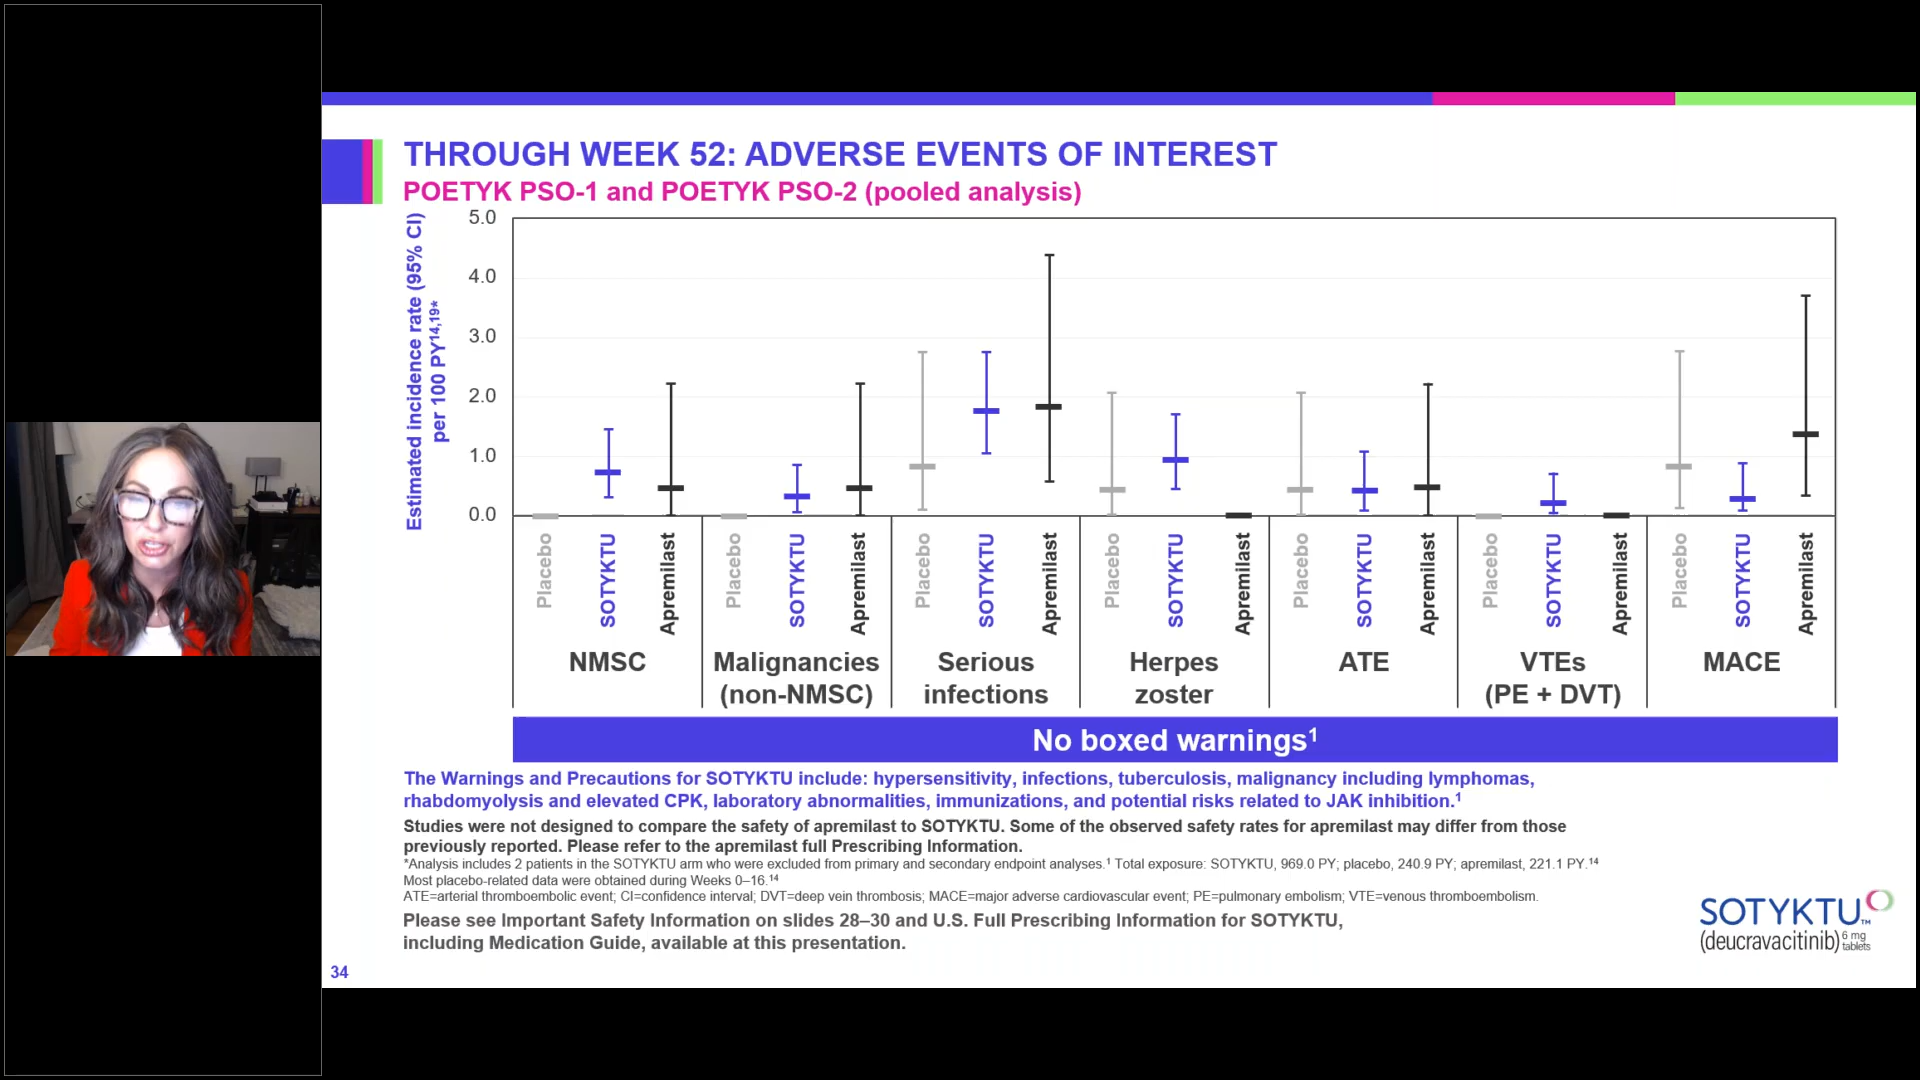 THROUGH WEEK 52: ADVERSE EVENTS OF INTEREST
POETYK PSO-1 and POETYK PSO-2 (pooled analysis)
Estimated incidence rate (95% CI)
per 100 PY14,19*
5.0
4.0
3.0
2.0
1.0
0.0
Placebo
SOTYKTU
Apremilast
Placebo
SOTYKTU
Apremilast
Placebo
SOTYKTU
Apremilast
Placebo
SOTYKTU
Apremilast
Placebo
SOTYKTU
Apremilast
Placebo
SOTYKTU
Apremilast
Placebo
SOTYKTU
Apremilast
NMSC
Malignancies
(non-NMSC)
Serious
infections
Herpes
zoster
ATE
VTEs
(PE + DVT)
MACE
No boxed warnings1
The Warnings and Precautions for SOTYKTU include: hypersensitivity, infections, tuberculosis, malignancy including lymphomas,
rhabdomyolysis and elevated CPK, laboratory abnormalities, immunizations, and potential risks related to JAK inhibition.1
Studies were not designed to compare the safety of apremilast to SOTYKTU. Some of the observed safety rates for apremilast may differ from those
previously reported. Please refer to the apremilast full Prescribing Information.
*Analysis includes 2 patients in the SOTYKTU arm who were excluded from primary and secondary endpoint analyses.1 Total exposure: SOTYKTU, 969.0 PY; placebo, 240.9 PY; apremilast, 221.1 PY.14
Most placebo-related data were obtained during Weeks 0–16.14
ATE=arterial thromboembolic event; CI=confidence interval; DVT=deep vein thrombosis; MACE=major adverse cardiovascular event; PE=pulmonary embolism; VTE=venous thromboembolism.
Please see Important Safety Information on slides 28–30 and U.S. Full Prescribing Information for SOTYKTU,
including Medication Guide, available at this presentation.
SOTYKTU™
(deucravacitinib) 6 mg
tablets
34